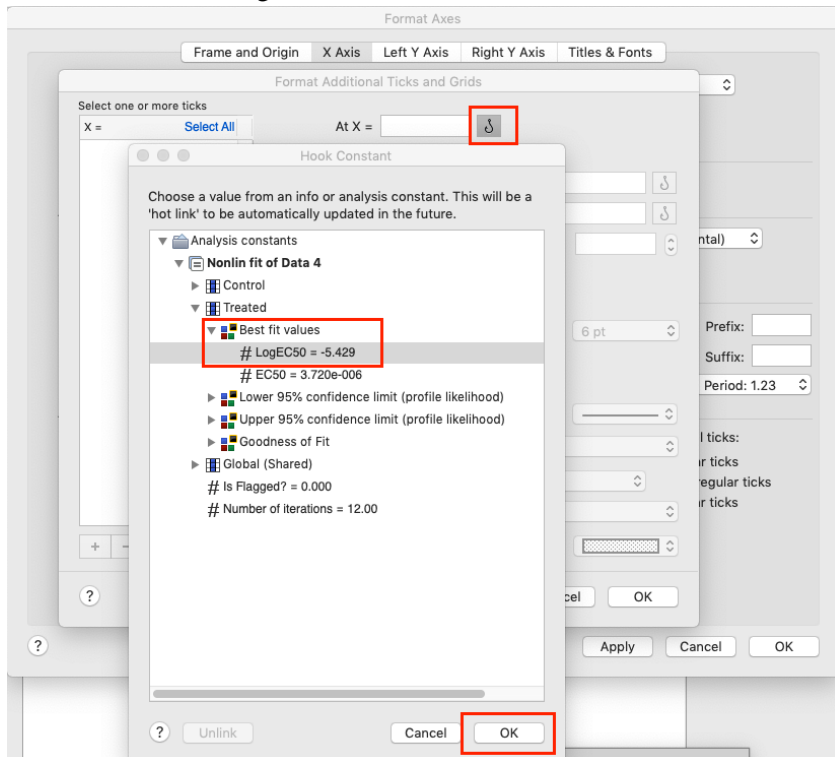 Format Axes
Frame and Origin X Axis Left Y Axis Right Y Axis Titles & Fonts
Format Additional Ticks and Grids
Select one or more ticks
X = Select All At X =
Hook Constant
Choose a value from an info or analysis constant. This will be a
'hot link' to be automatically updated in the future.
Analysis constants
ntal)
Nonlin fit of Data 4
Control
Treated
Best fit values
6 pt
Prefix:
# LogEC50 = -5.429
Suffix:
# EC50 = 3.720e-006
Period: 1.23
Lower 95% confidence limit (profile likelihood)
Upper 95% confidence limit (profile likelihood)
Goodness of Fit
l ticks:
Global (Shared)
ar ticks
# Is Flagged? = 0.000
regular ticks
# Number of iterations = 12.00
ar ticks
+ -
? cel OK
? Apply Cancel OK
? Unlink Cancel OK